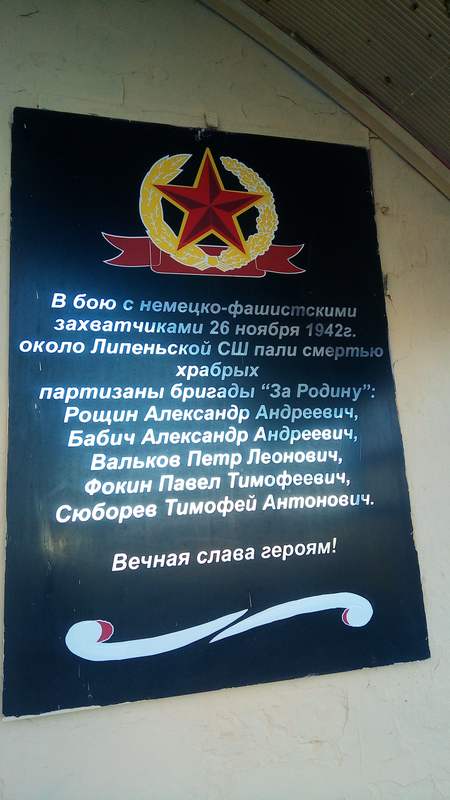 В бою с немецко-фашистскими
захватчиками 26 ноября 1942г.
около Липеньской СШ пали смертью
храбрых
партизаны бригады “За Родину”:
Рощин Александр Андреевич,
Бабич Александр Андреевич,
Вальков Петр Леонович,
Фокин Павел Тимофеевич,
Сюборев Тимофей Антонович.
Вечная слава героям!